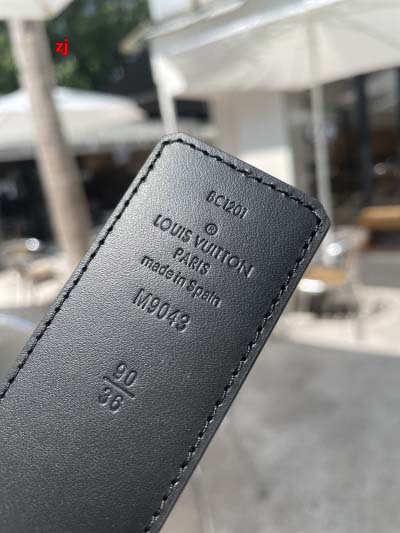 zj
BC1201
®
LOUIS VUITTON
PARIS
made in Spain
M9043
90
36